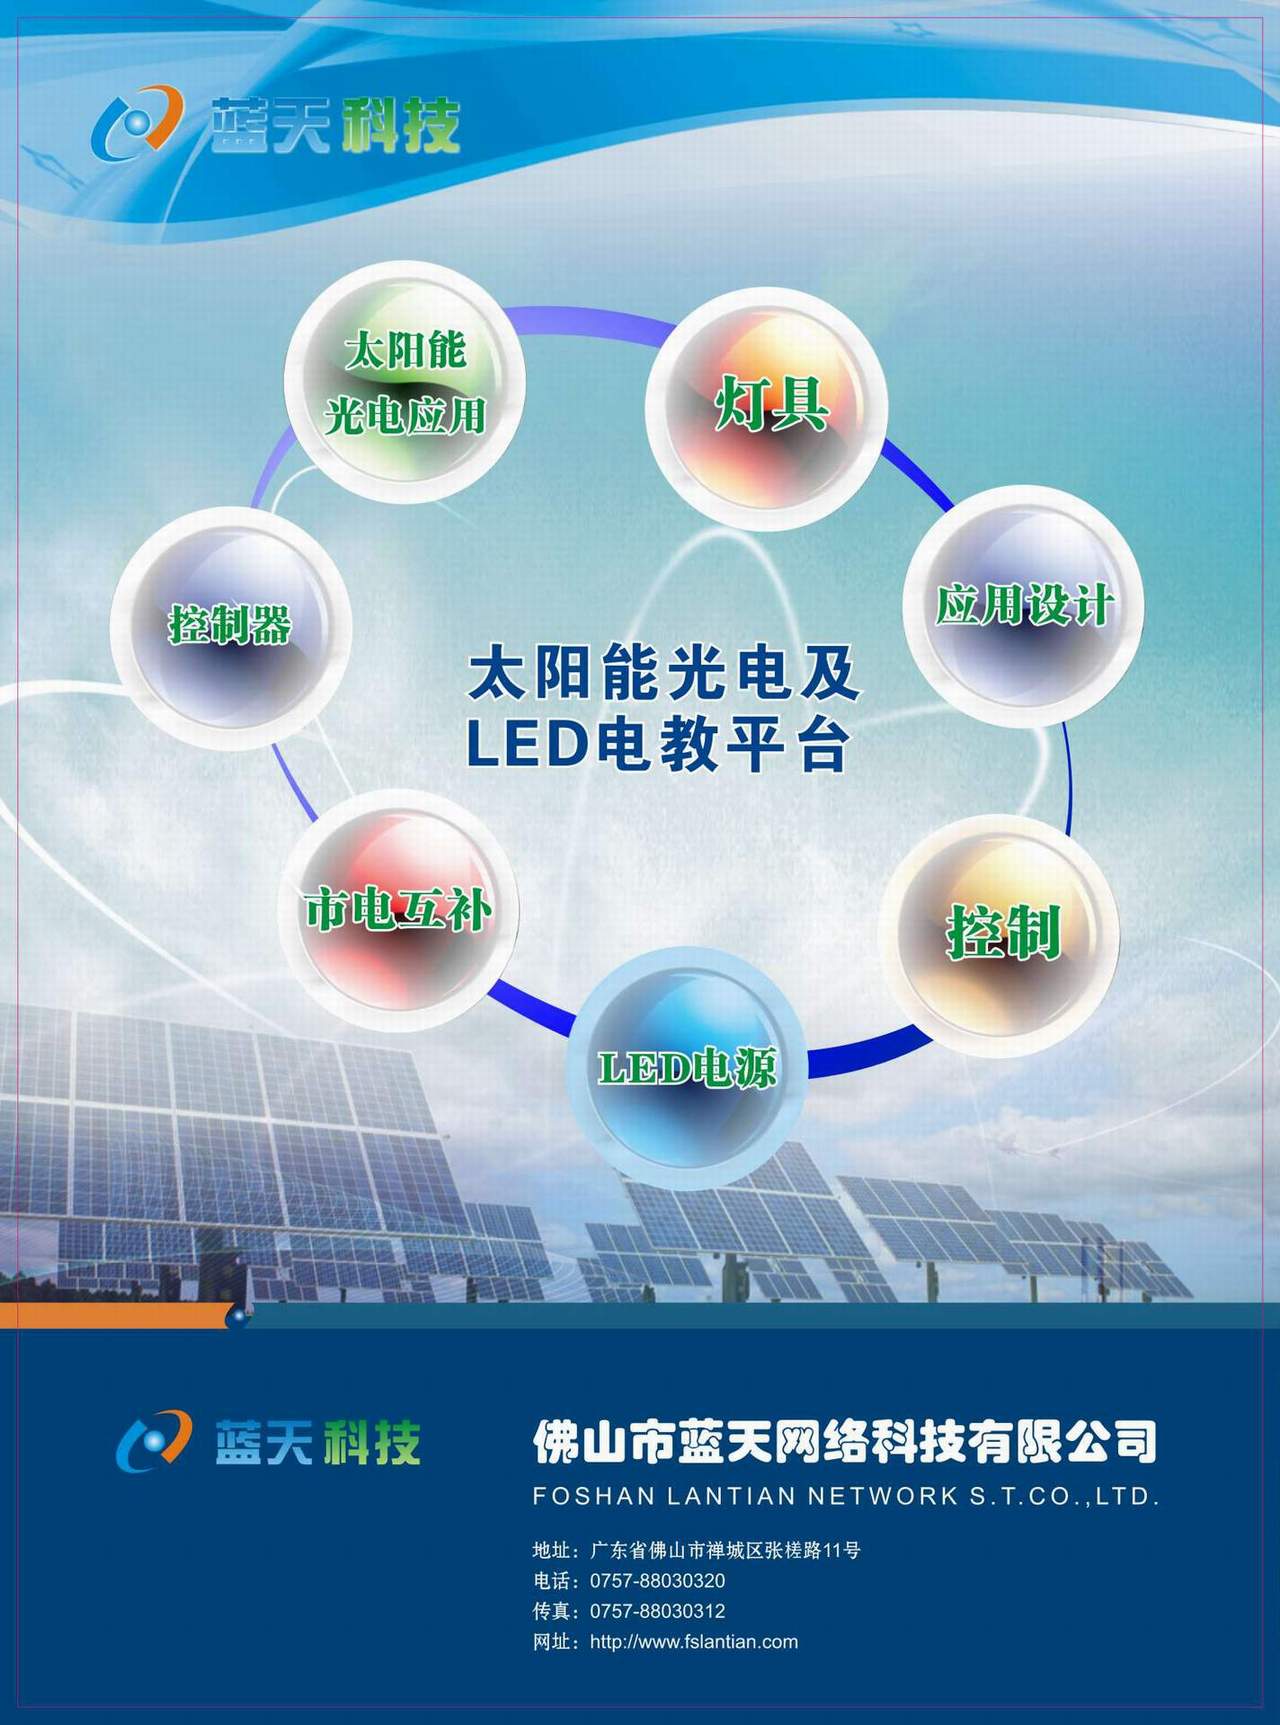 蓝天科技
太阳能
光电应用
灯具
应用设计
控制器
太阳能光电及
LED电教平台
市电互补
控制
LED电源
蓝天科技
佛山市蓝天网络科技有限公司
FOSHAN LANTIAN NETWORK S.T.CO.,LTD.
地址：广东省佛山市禅城区张槎路11号
电话：0757-88030320
传真：0757-88030312
网址：http://www.fslantian.com